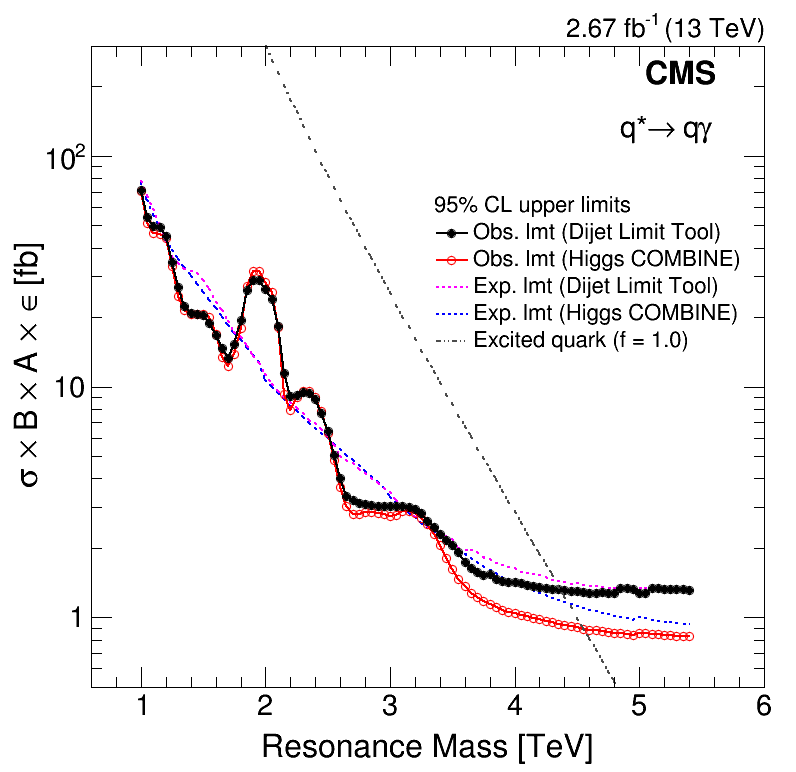 2.67 fb⁻¹ (13 TeV)
CMS
q*→ qγ
95% CL upper limits
Obs. lmt (Dijet Limit Tool)
Obs. lmt (Higgs COMBINE)
Exp. lmt (Dijet Limit Tool)
Exp. lmt (Higgs COMBINE)
Excited quark (f = 1.0)
σ × B × A × ϵ [fb]
10²
10
1
1 2 3 4 5 6
Resonance Mass [TeV]